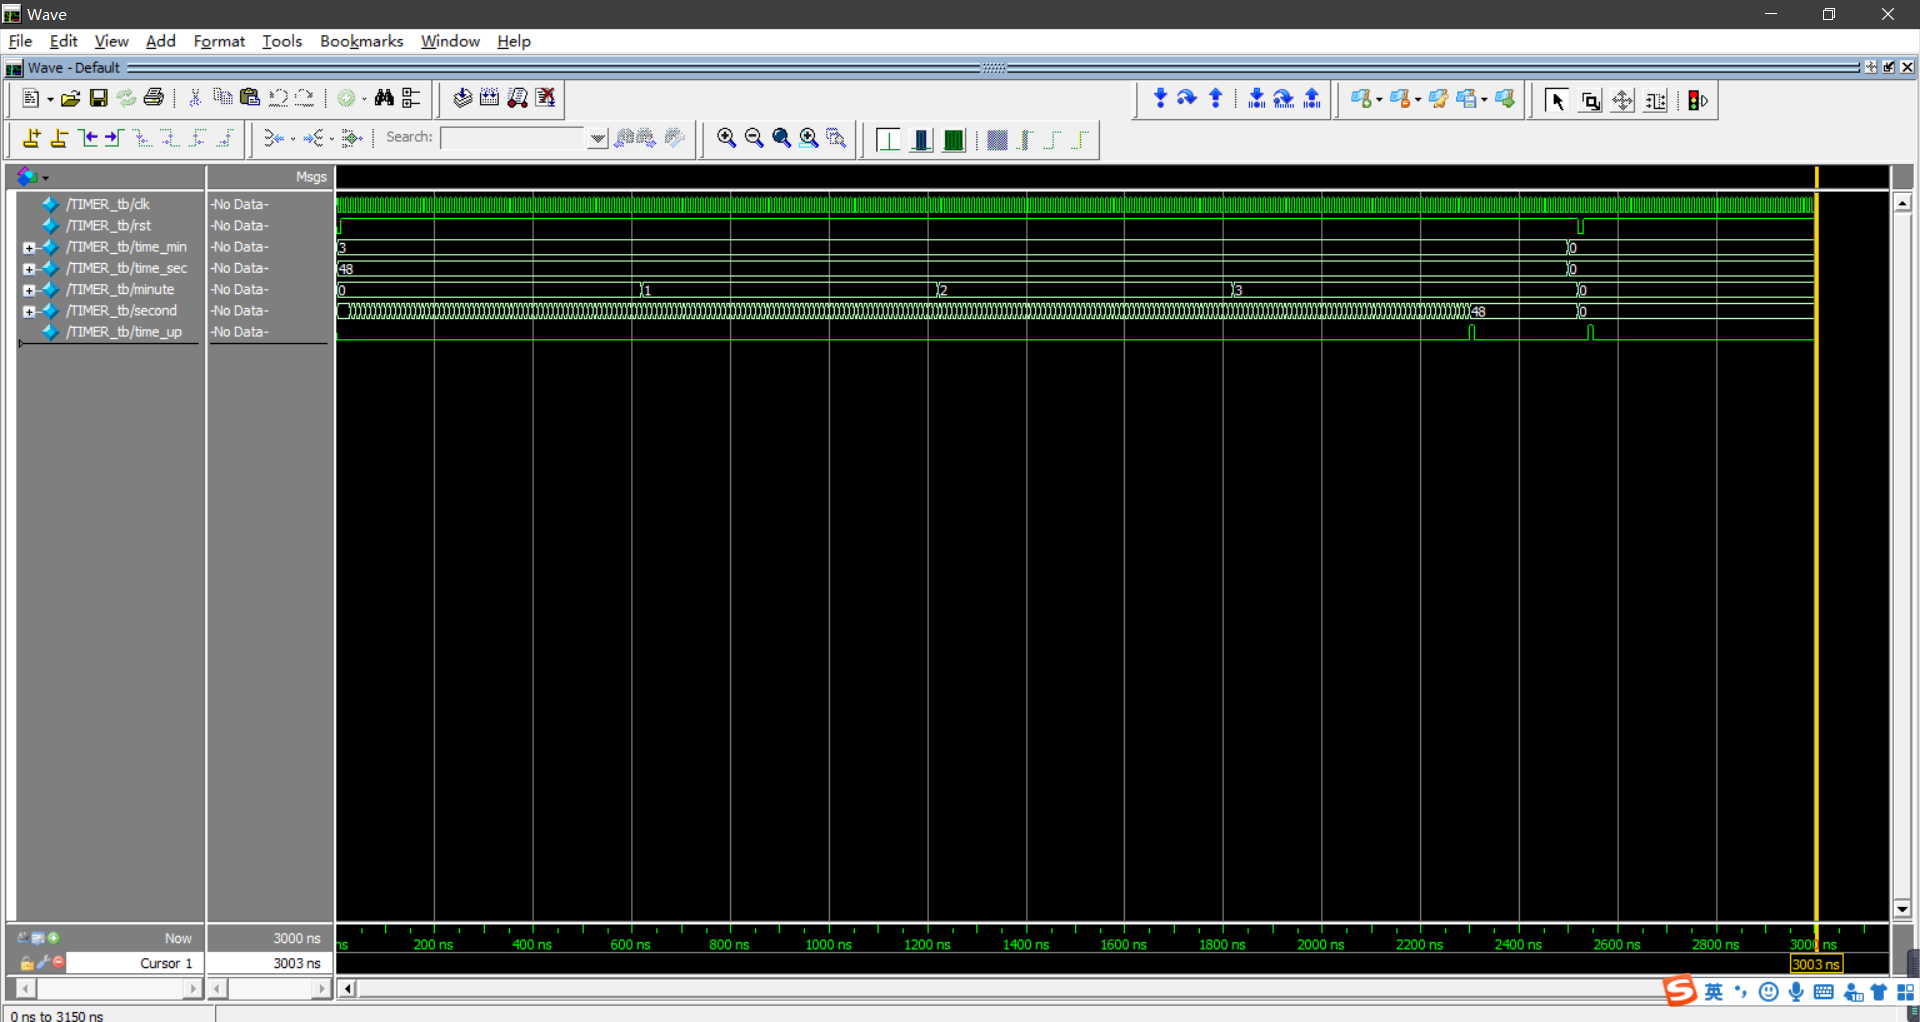 Wave
File Edit View Add Format Tools Bookmarks Window Help
Wave - Default
Search:
Msgs
/TIMER_tb/clk -No Data-
/TIMER_tb/rst -No Data-
/TIMER_tb/time_min -No Data- 3 0
/TIMER_tb/time_sec -No Data- 48 0
/TIMER_tb/minute -No Data- 0 1 2 3 0
/TIMER_tb/second -No Data- 48 0
/TIMER_tb/time_up -No Data-
Now 3000 ns ns 200 ns 400 ns 600 ns 800 ns 1000 ns 1200 ns 1400 ns 1600 ns 1800 ns 2000 ns 2200 ns 2400 ns 2600 ns 2800 ns 3000 ns
Cursor 1 3003 ns 3003 ns
英
0 ns to 3150 ns